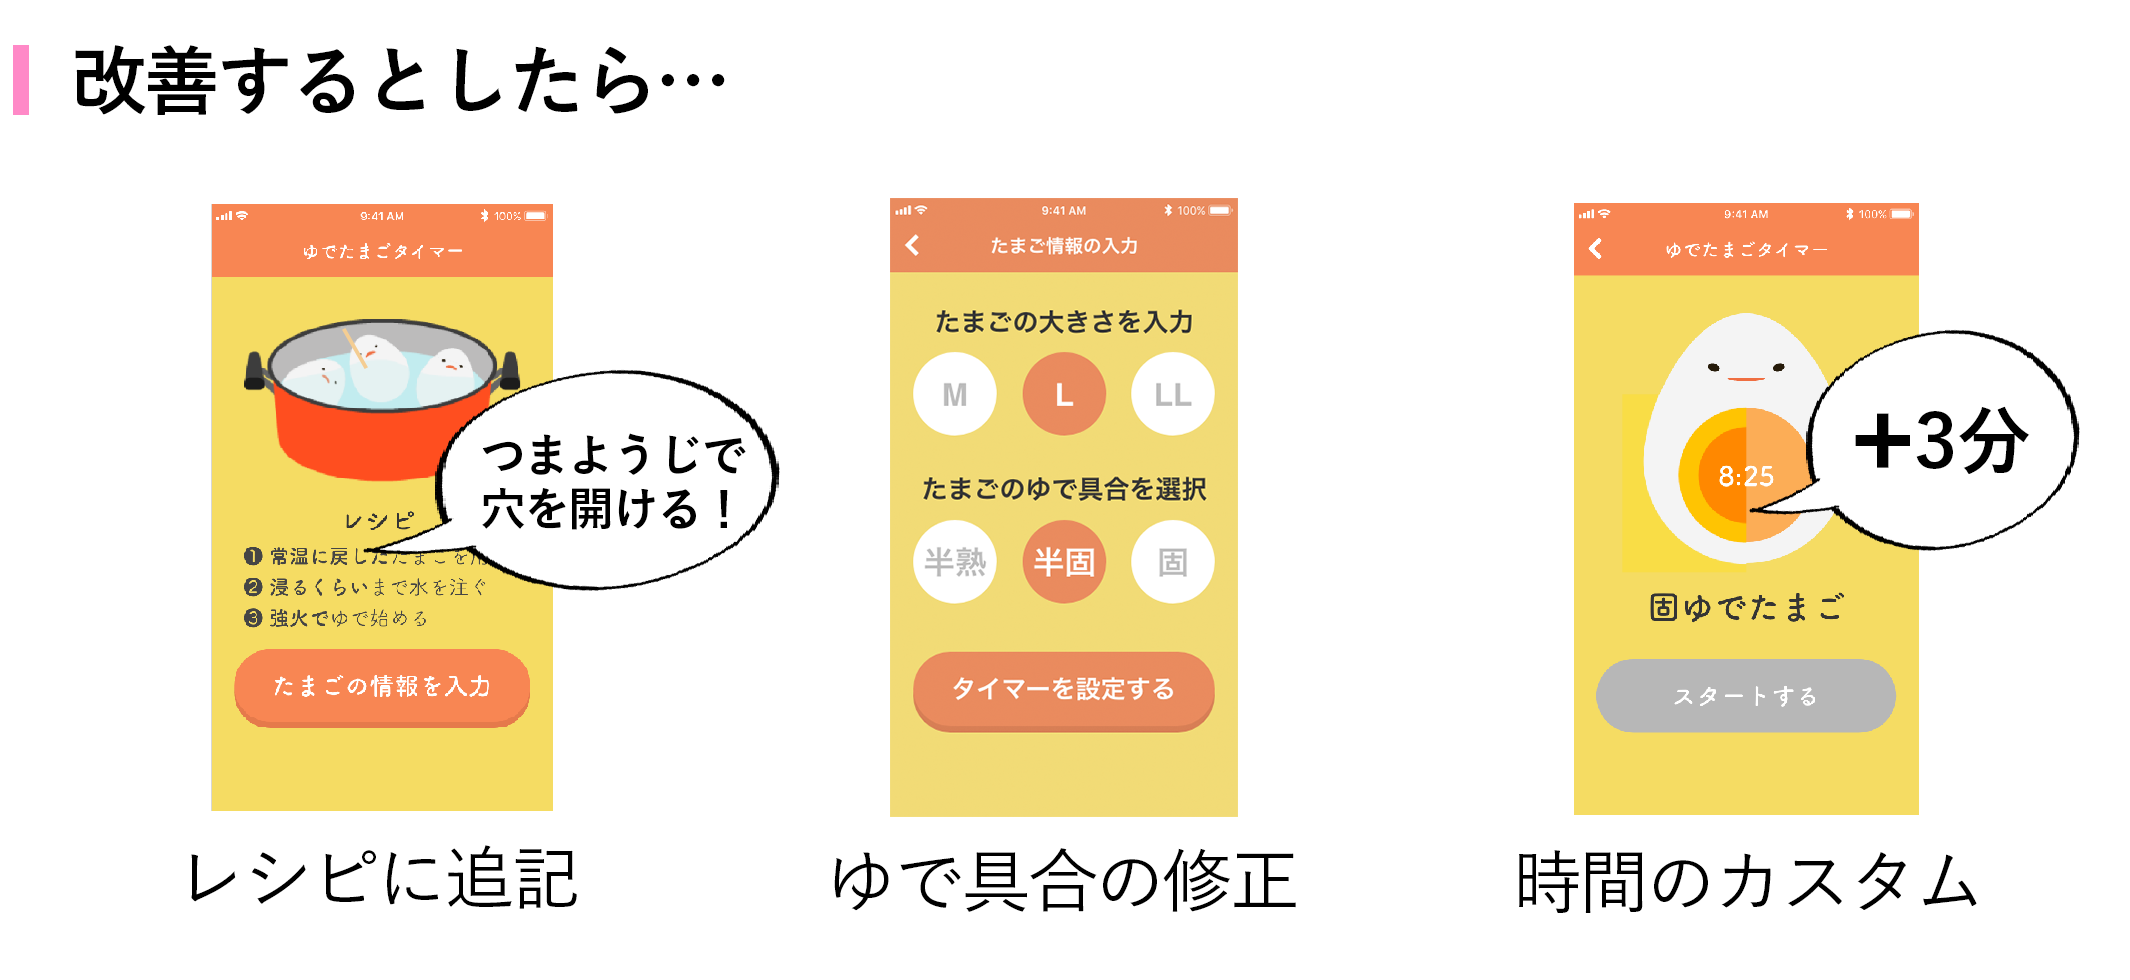 改善するとしたら…
9:41 AM
100%
ゆでたまごタイマー
つまようじで
穴を開ける！
レシピ
❶ 常温に戻したたまごを
❷ 浸るくらいまで水を注ぐ
❸ 強火でゆで始める
たまごの情報を入力
レシピに追記
9:41 AM
100%
たまご情報の入力
たまごの大きさを入力
M
L
LL
たまごのゆで具合を選択
半熟
半固
固
タイマーを設定する
ゆで具合の修正
9:41 AM
100%
ゆでたまごタイマー
8:25
+3分
固ゆでたまご
スタートする
時間のカスタム